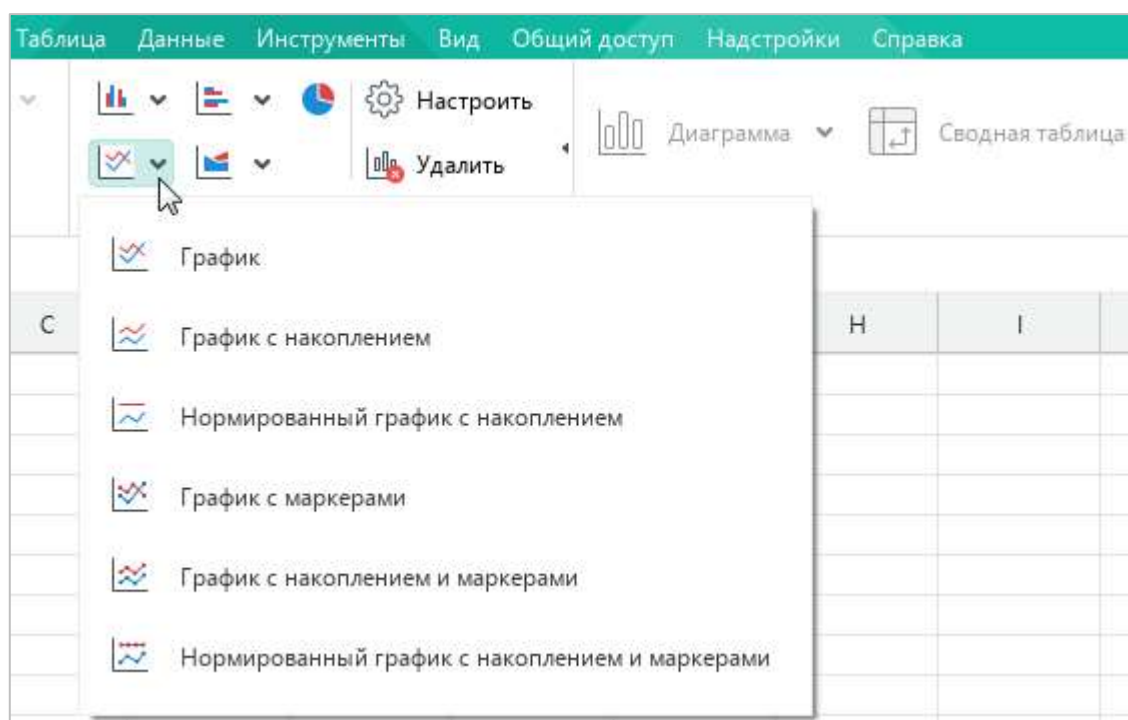 Таблица Данные Инструменты Вид Общий доступ Надстройки Справка
Настроить
Диаграмма Сводная таблица
Удалить
График
C H I
График с накоплением
Нормированный график с накоплением
График с маркерами
График с накоплением и маркерами
Нормированный график с накоплением и маркерами